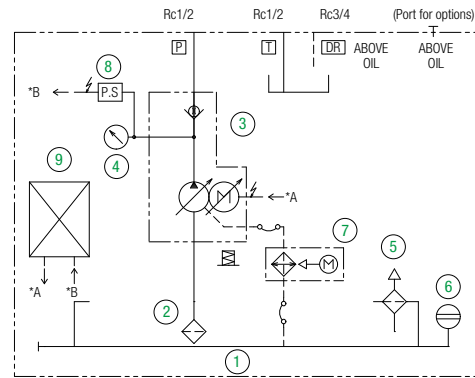 Rc1/2 Rc1/2 Rc3/4 (Port for options)
P T DR ABOVE OIL ABOVE OIL
8
*B P.S
3
4
9
M *A
7
5
M
6
*A *B
2
1